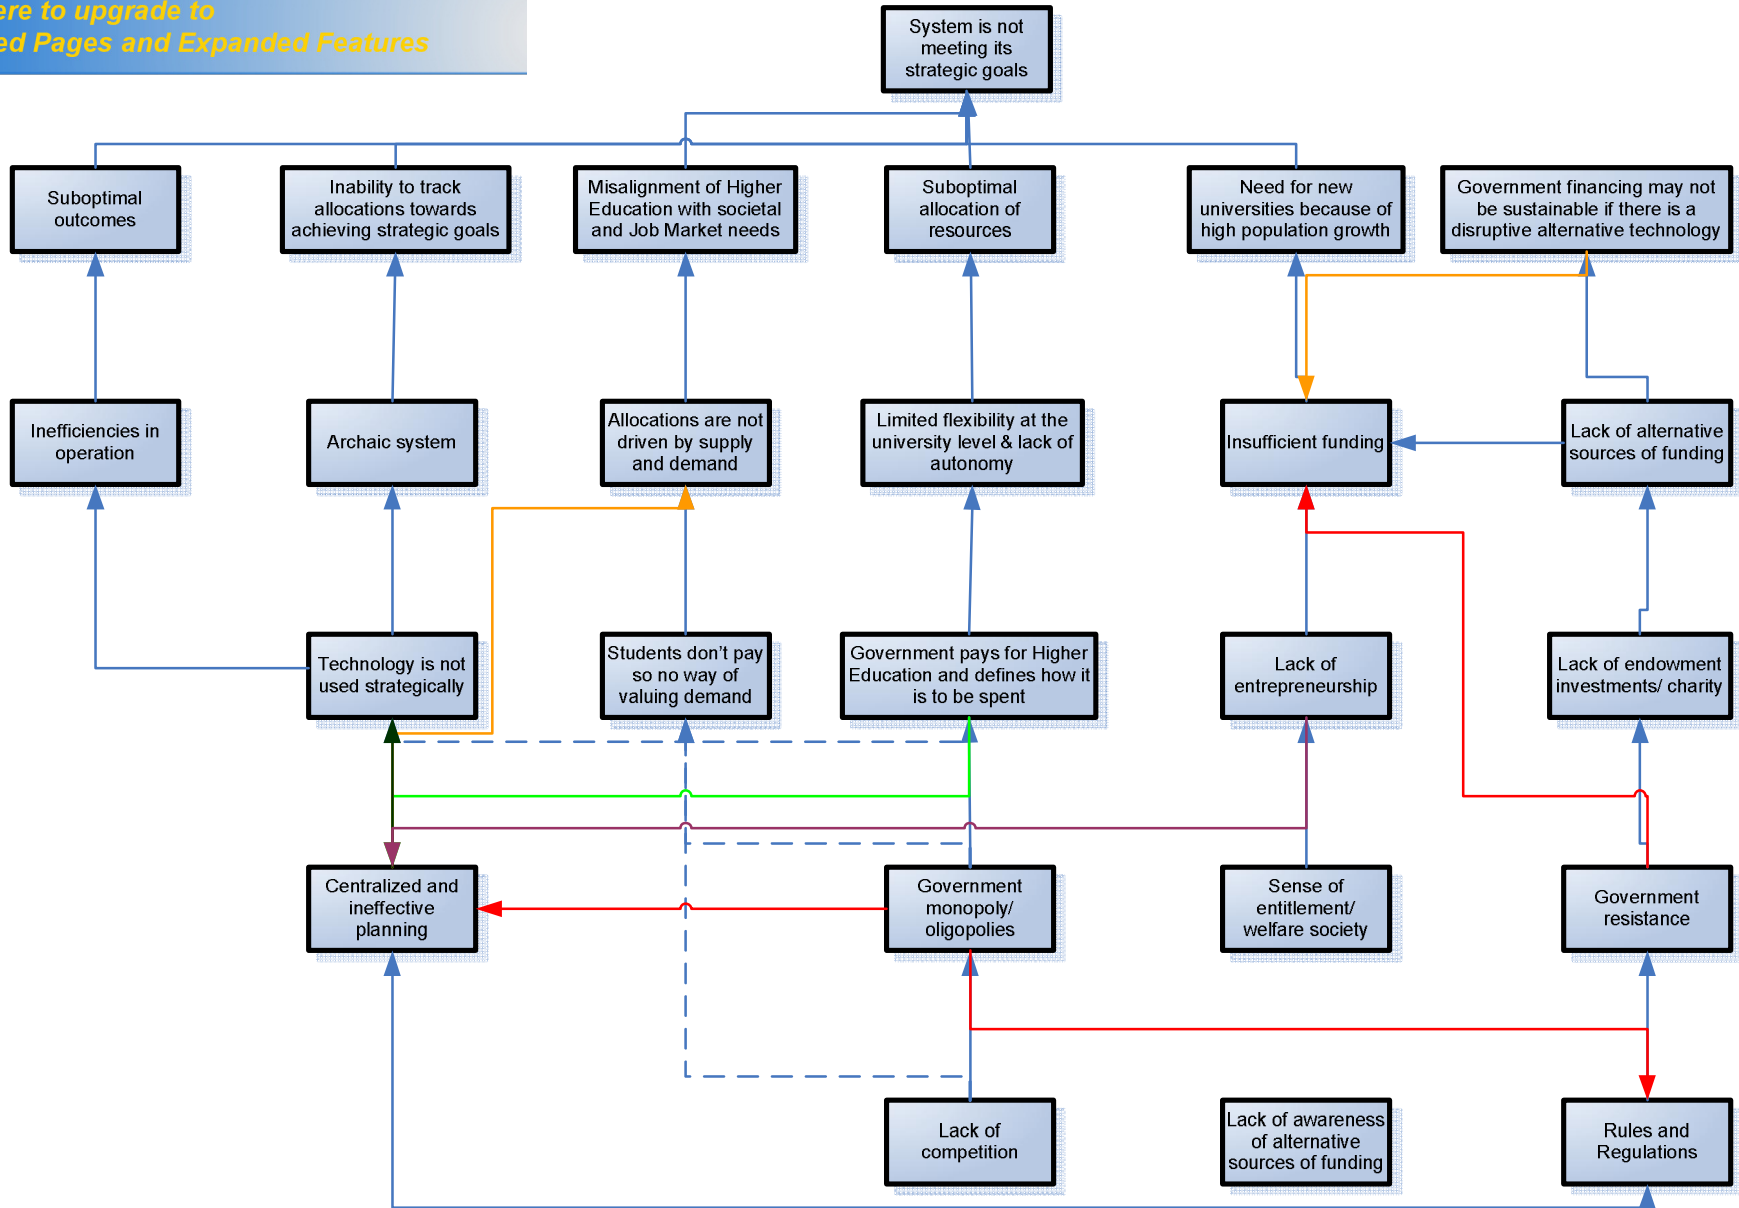 ere to upgrade to
ed Pages and Expanded Features
System is not
meeting its
strategic goals
Suboptimal
outcomes
Inability to track
allocations towards
achieving strategic goals
Misalignment of Higher
Education with societal
and Job Market needs
Suboptimal
allocation of
resources
Need for new
universities because of
high population growth
Government financing may not
be sustainable if there is a
disruptive alternative technology
Inefficiencies in
operation
Archaic system
Allocations are not
driven by supply
and demand
Limited flexibility at the
university level & lack of
autonomy
Insufficient funding
Lack of alternative
sources of funding
Technology is not
used strategically
Students don't pay
so no way of
valuing demand
Government pays for Higher
Education and defines how it
is to be spent
Lack of
entrepreneurship
Lack of endowment
investments/ charity
Centralized and
ineffective
planning
Government
monopoly/
oligopolies
Sense of
entitlement/
welfare society
Government
resistance
Lack of
competition
Lack of awareness
of alternative
sources of funding
Rules and
Regulations